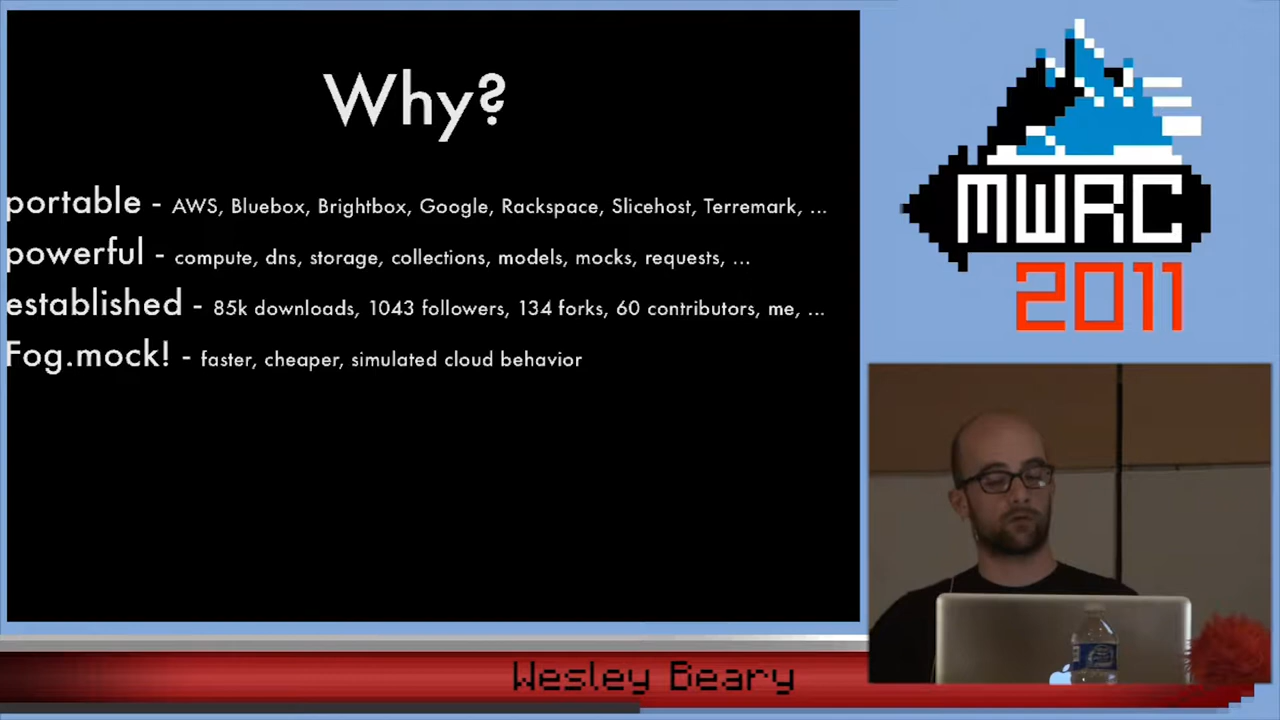 Why?
portable - AWS, Bluebox, Brightbox, Google, Rackspace, Slicehost, Terremark, ...
powerful - compute, dns, storage, collections, models, mocks, requests, ...
established - 85k downloads, 1043 followers, 134 forks, 60 contributors, me, ...
Fog.mock! - faster, cheaper, simulated cloud behavior
MWRC
2011
Wesley Beary